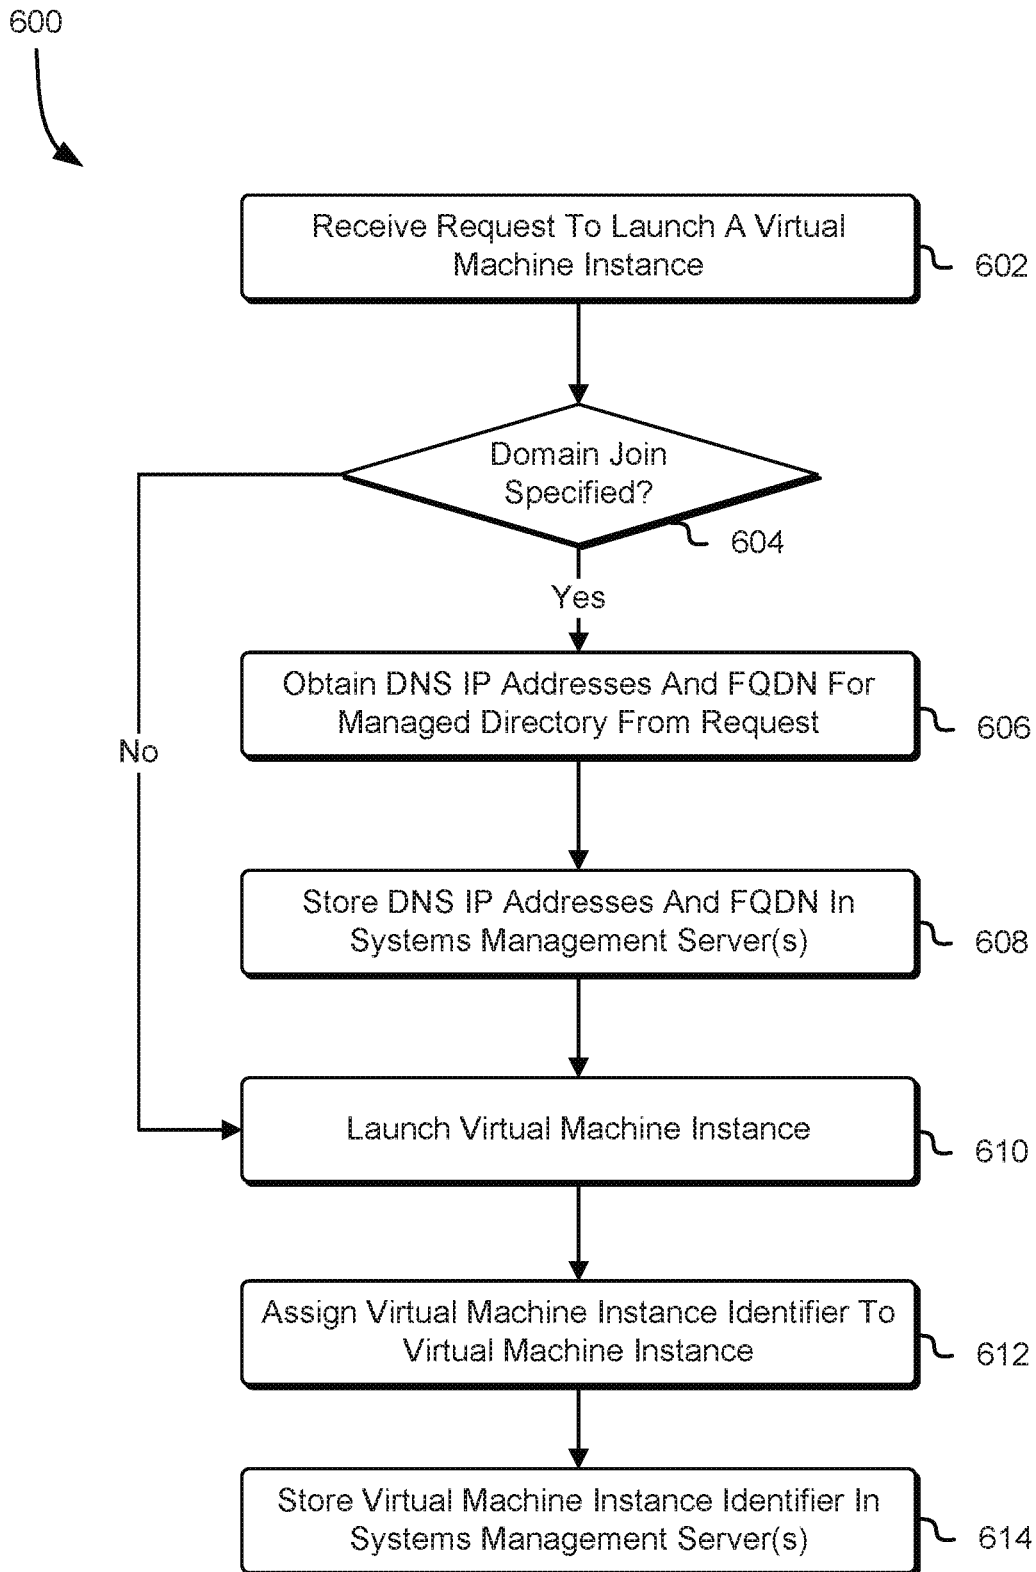 600
Receive Request To Launch A Virtual
Machine Instance
602
Domain Join
Specified?
604
Yes
Obtain DNS IP Addresses And FQDN For
Managed Directory From Request
606
No
Store DNS IP Addresses And FQDN In
Systems Management Server(s)
608
Launch Virtual Machine Instance
610
Assign Virtual Machine Instance Identifier To
Virtual Machine Instance
612
Store Virtual Machine Instance Identifier In
Systems Management Server(s)
614